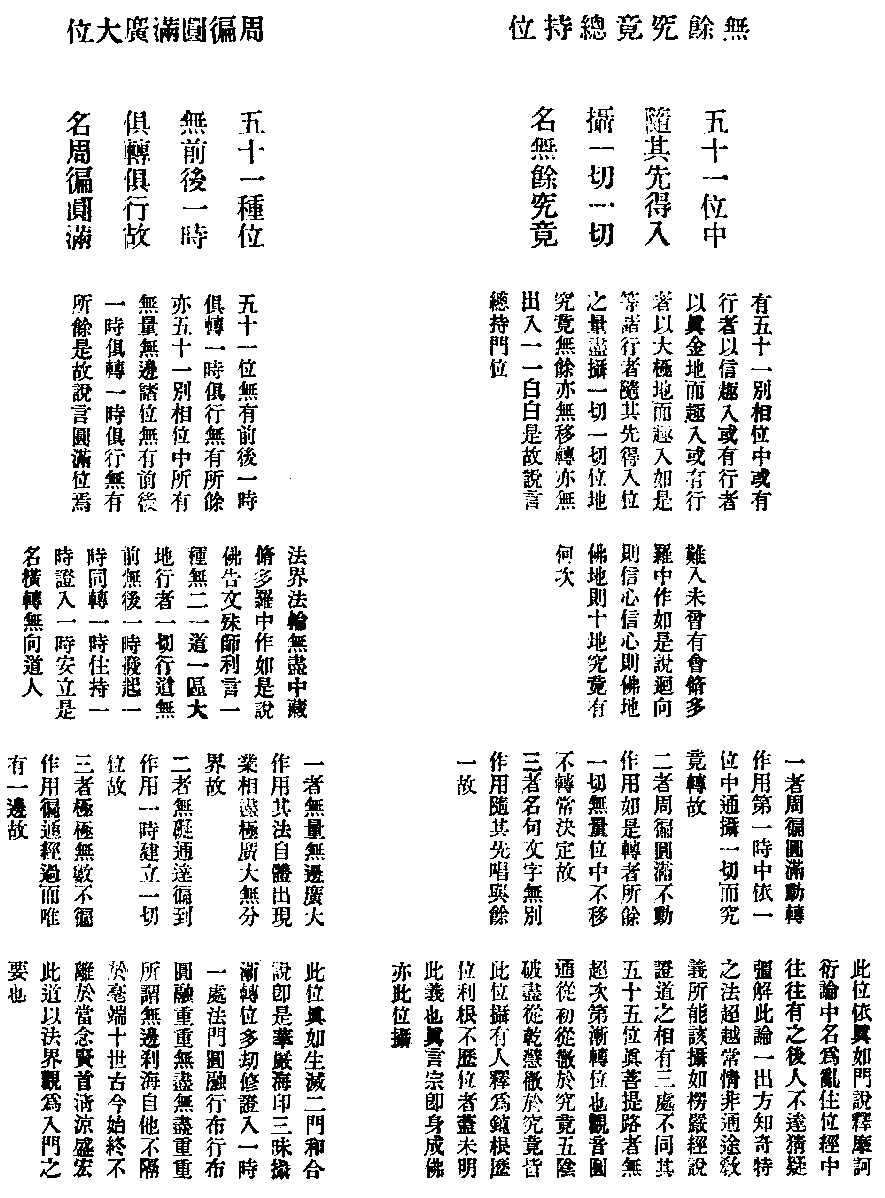 無餘究竟總持位
五十一位中
隨其先得入
攝一切一切
名無餘究竟
有五十一別相位中或有
行者以信趣入或有行者
以眞金地而趣入或有行
者以大極地而趣入如是
等諸行者隨其先得入位
之量盡攝一切一切位地
究竟無餘亦無移轉亦無
出入一一白白是故說言
總持門位
難入未曾有會脩多
羅中作如是說迴向
則信心信心則佛地
佛地則十地究竟有
何次
一者周徧圓滿動轉
作用第一時中依一
位中通攝一切而究
竟轉故
二者周徧圓滿不動
作用如是轉者所餘
一切無量位中不移
不轉常決定故
三者名句文字無別
作用隨其先唱與餘
一故
此位依眞如門說釋摩訶
衍論中名爲亂住位經中
往往有之後人不達猜疑
彊解此論一出方知奇特
之法超越常情非通途敎
義所能該攝如楞嚴經說
證道之相有三處不同其
五十五位眞菩提路者無
超次第漸轉位也觀音圓
通從初徹於究竟五陰
破盡從乾慧徹於究竟皆
此位攝有人釋爲鈍根歷
位利根不歷位者蓋未明
此義也眞言宗卽身成佛
亦此位攝
周徧圓滿廣大位
五十一種位
無前後一時
俱轉俱行故
名周徧圓滿
五十一位無有前後一時
俱轉一時俱行無有所餘
亦五十一別相位中所有
無量無邊諸位無有前後
一時俱轉一時俱行無有
所餘是故說言圓滿位焉
法界法輪無盡中藏
脩多羅中作如是說
佛告文殊師利言一
種無二一道一區大
地行者一切行道無
前無後一時發起一
時同轉一時住持一
時證入一時安立是
名橫轉無向道人
一者無量無邊廣大
作用其法自體出現
業相盡極廣大無分
界故
二者無礙通達徧到
作用一時建立一切
位故
三者極極無數不徧
作用徧通經過而唯
有一邊故
此位眞如生滅二門和合
說卽是華嚴海印三昧攝
漸轉位多劫修證入一時
一處法門圓融行布行布
圓融重重無盡無盡重重
所謂無邊刹海自他不隔
於毫端十世古今始終不
離於當念賢首淸涼盛宏
此道以法界觀爲入門之
要也